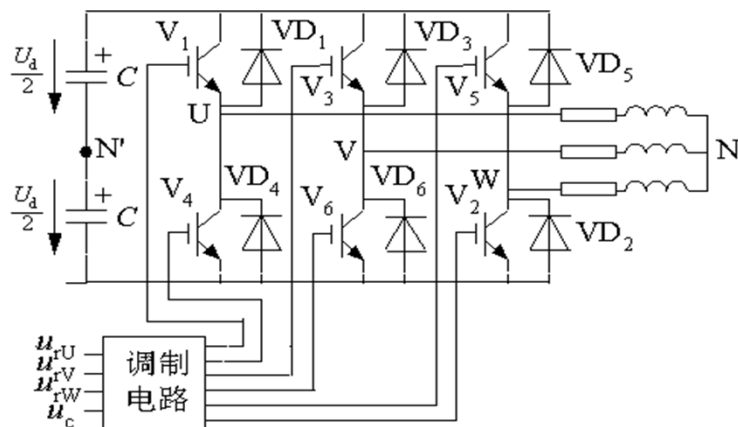 V1
VD1
VD3
Ud/2
C
V3
V5
VD5
U
N'
V
N
V4
VD4
VD6
W
Ud/2
C
V6
V2
VD2
urU
urV
urW
uc
调制
电路